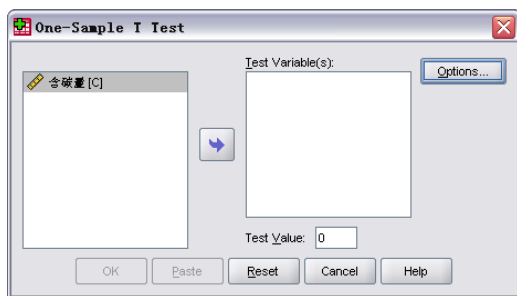 One-Sample T Test
含碳量 [C]
Test Variable(s):
Options...
Test Value: 0
OK Paste Reset Cancel Help